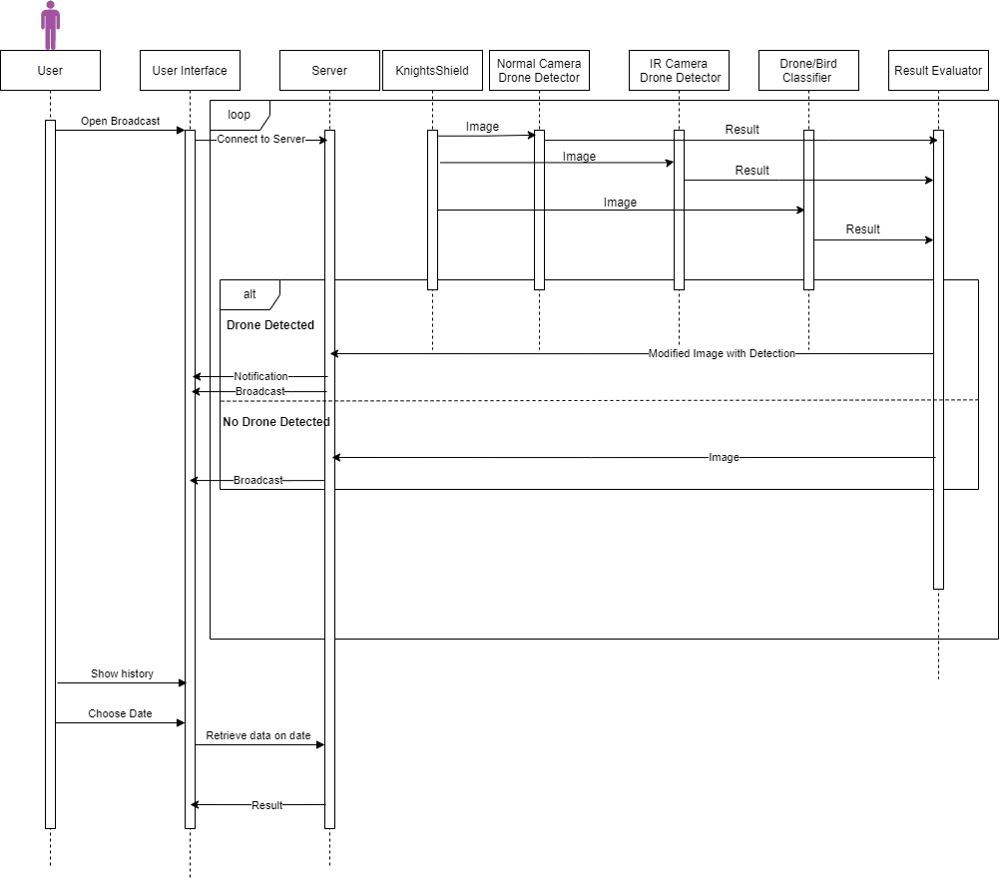 User
User Interface
Server
KnightsShield
Normal Camera
Drone Detector
IR Camera
Drone Detector
Drone/Bird
Classifier
Result Evaluator
loop
Open Broadcast
Connect to Server
Image
Result
Image
Result
Image
Result
alt
Drone Detected
Modified Image with Detection
Notification
Broadcast
No Drone Detected
Image
Broadcast
Show history
Choose Date
Retrieve data on date
Result